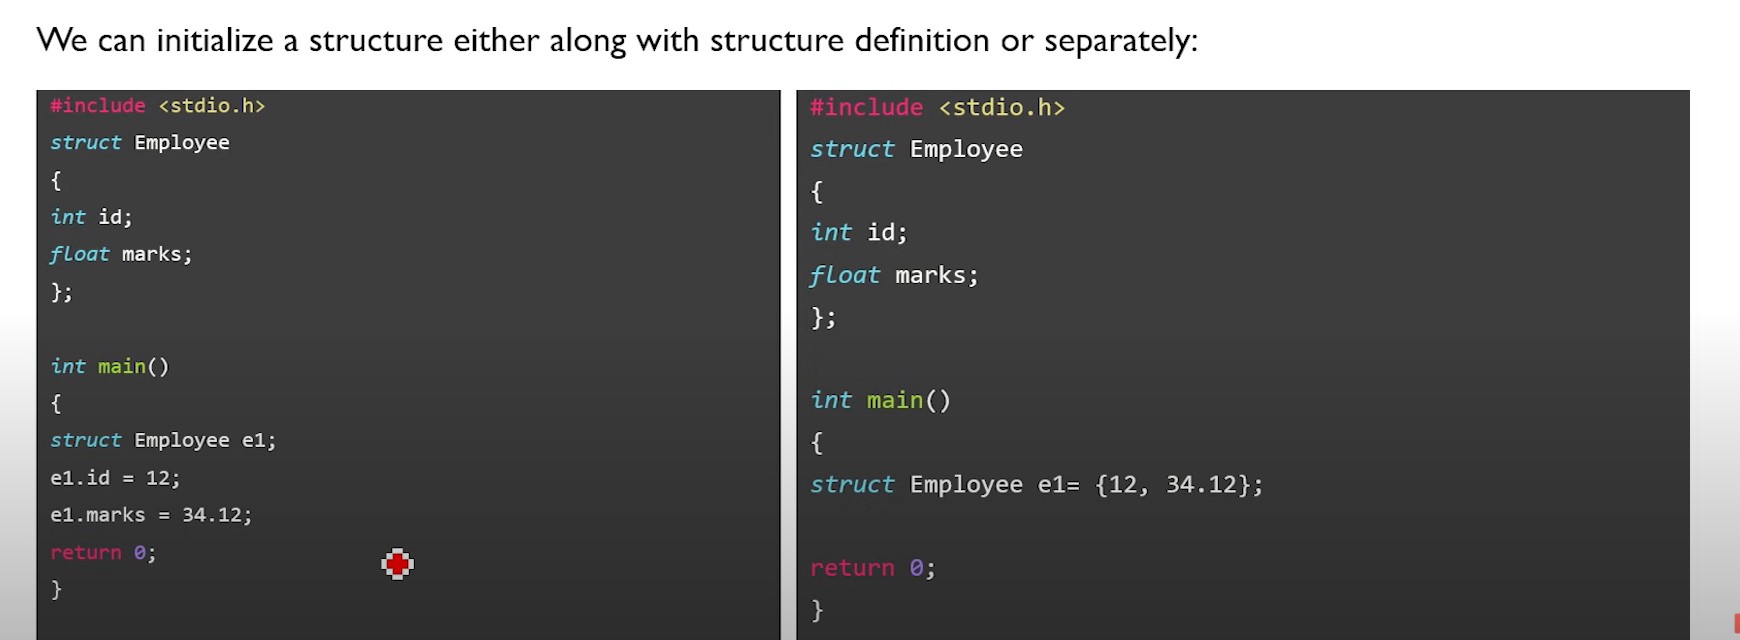 We can initialize a structure either along with structure definition or separately:
#include <stdio.h>
struct Employee
{
int id;
float marks;
};
int main()
{
struct Employee e1;
e1.id = 12;
e1.marks = 34.12;
return 0;
}
#include <stdio.h>
struct Employee
{
int id;
float marks;
};
int main()
{
struct Employee e1= {12, 34.12};
return 0;
}